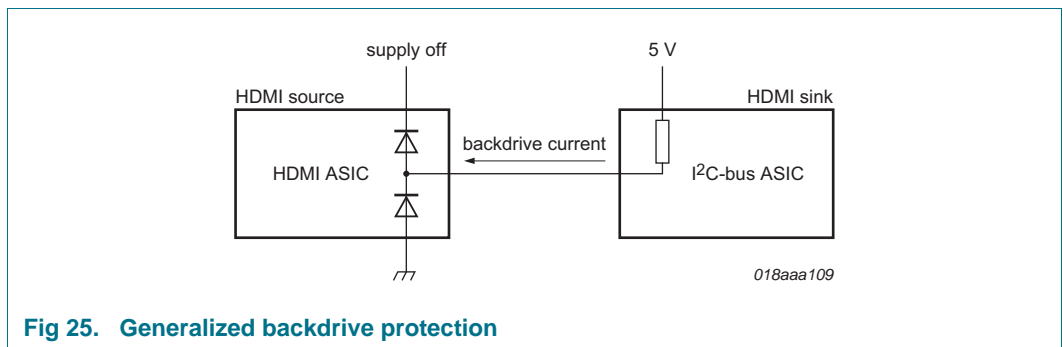 supply off
5 V
HDMI source
HDMI sink
backdrive current
HDMI ASIC
I2C-bus ASIC
018aaa109
Fig 25. Generalized backdrive protection